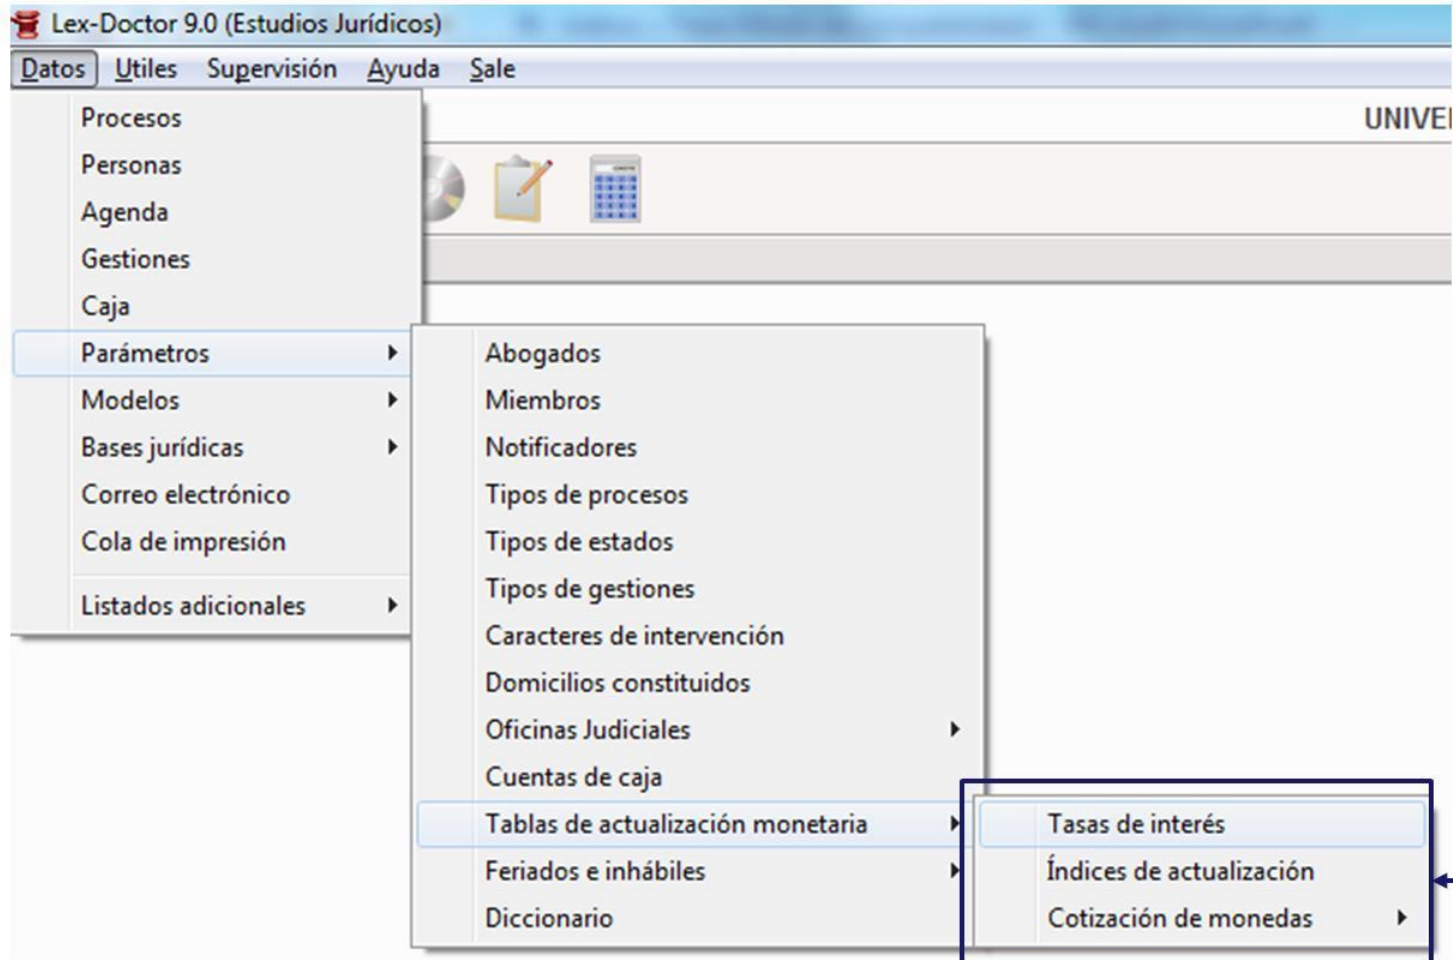 Lex-Doctor 9.0 (Estudios Jurídicos)
Datos Utiles Supervisión Ayuda Sale
UNIVE
Procesos
Personas
Agenda
Gestiones
Caja
Parámetros
Modelos
Bases jurídicas
Correo electrónico
Cola de impresión
Listados adicionales
Abogados
Miembros
Notificadores
Tipos de procesos
Tipos de estados
Tipos de gestiones
Caracteres de intervención
Domicilios constituidos
Oficinas Judiciales
Cuentas de caja
Tablas de actualización monetaria
Feriados e inhábiles
Diccionario
Tasas de interés
Índices de actualización
Cotización de monedas